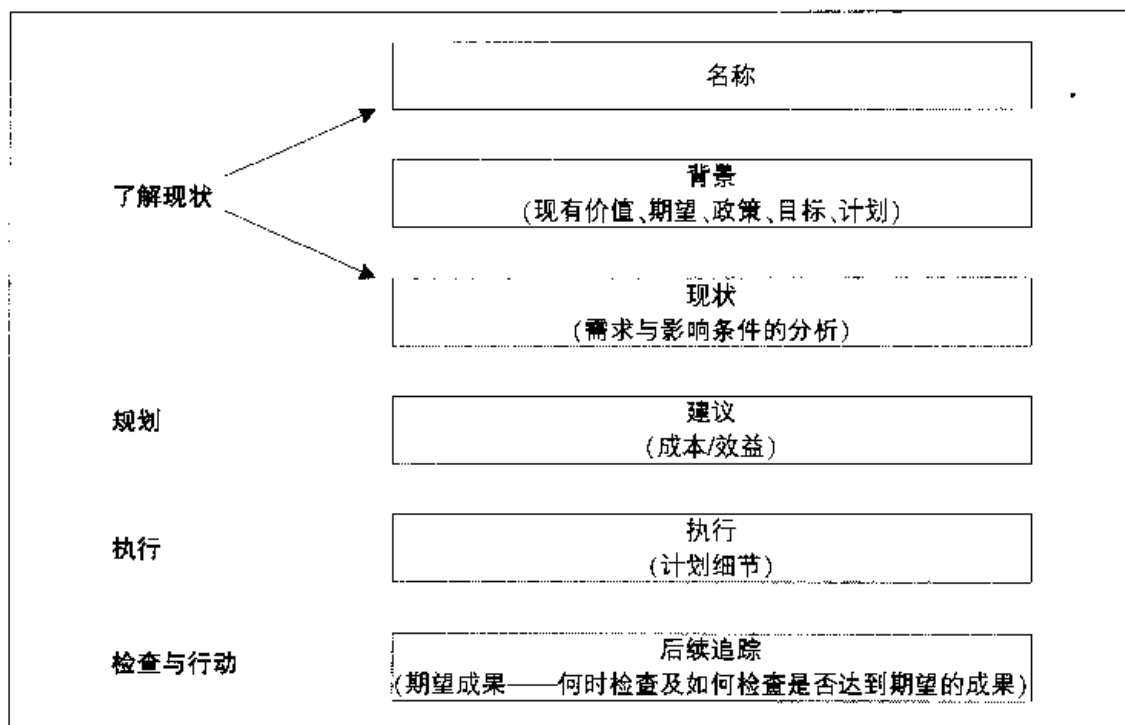 名称
了解现状
背景
(现有价值、期望、政策、目标、计划)
现状
(需求与影响条件的分析)
规划
建议
(成本/效益)
执行
执行
(计划细节)
检查与行动
后续追踪
(期望成果——何时检查及如何检查是否达到期望的成果)